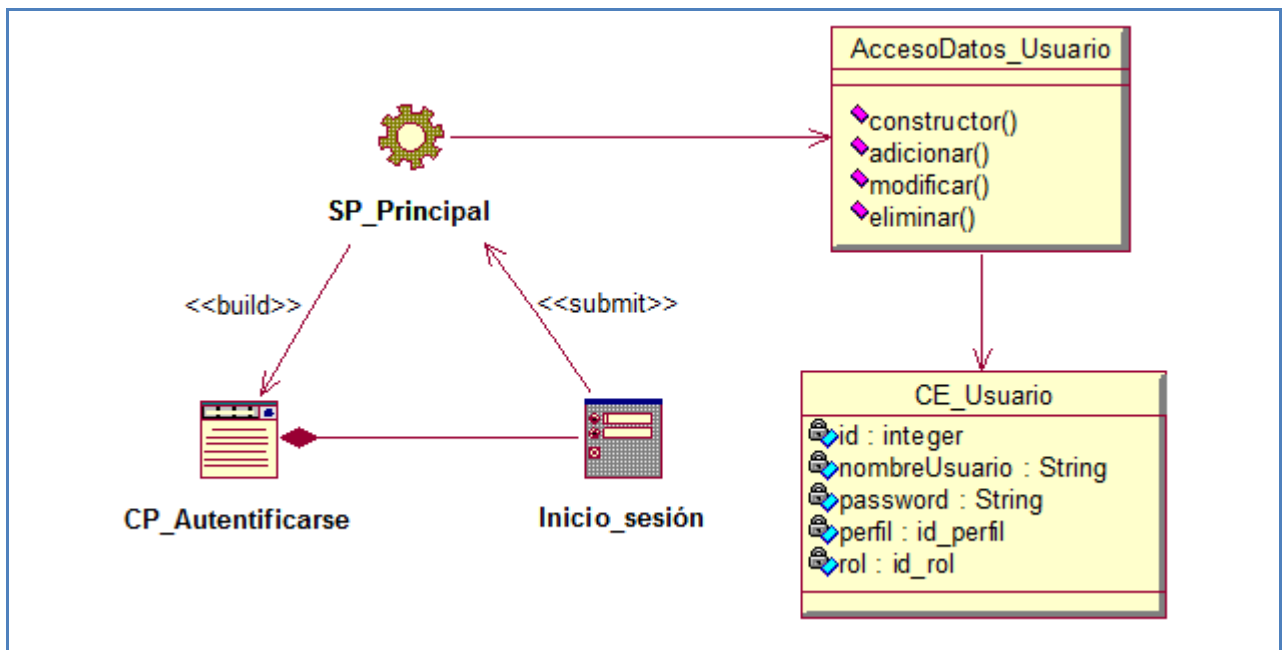 AccesoDatos_Usuario
constructor()
adicionar()
modificar()
eliminar()
SP_Principal
<<build>>
<<submit>>
CP_Autentificarse
Inicio_sesión
CE_Usuario
id : integer
nombreUsuario : String
password : String
perfil : id_perfil
rol : id_rol